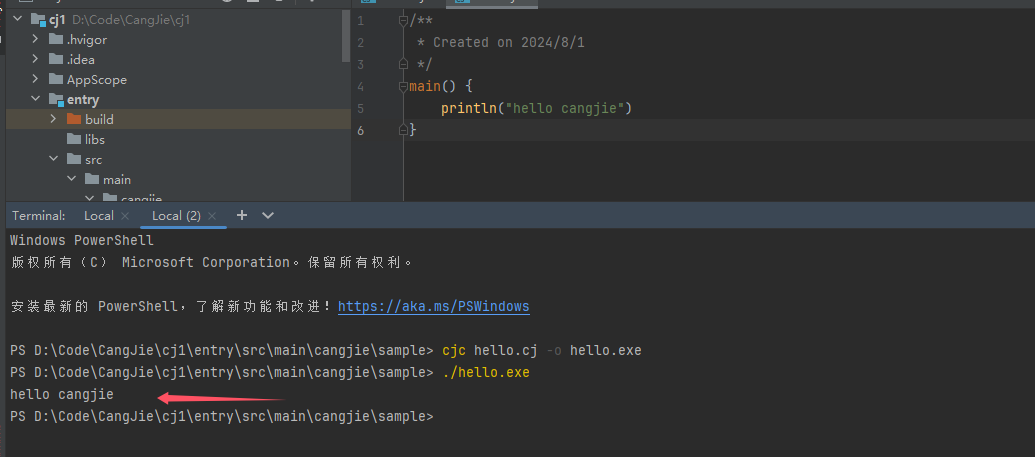 cj1 D:\Code\CangJie\cj1
.hvigor
.idea
AppScope
entry
build
libs
src
main
cangjie
1 /**
2 * Created on 2024/8/1
3 */
4 main() {
5 println("hello cangjie")
6 }
Terminal: Local × Local (2) × +
Windows PowerShell
版权所有（C） Microsoft Corporation。保留所有权利。
安装最新的 PowerShell，了解新功能和改进！https://aka.ms/PSWindows
PS D:\Code\CangJie\cj1\entry\src\main\cangjie\sample> cjc hello.cj -o hello.exe
PS D:\Code\CangJie\cj1\entry\src\main\cangjie\sample> ./hello.exe
hello cangjie
PS D:\Code\CangJie\cj1\entry\src\main\cangjie\sample>